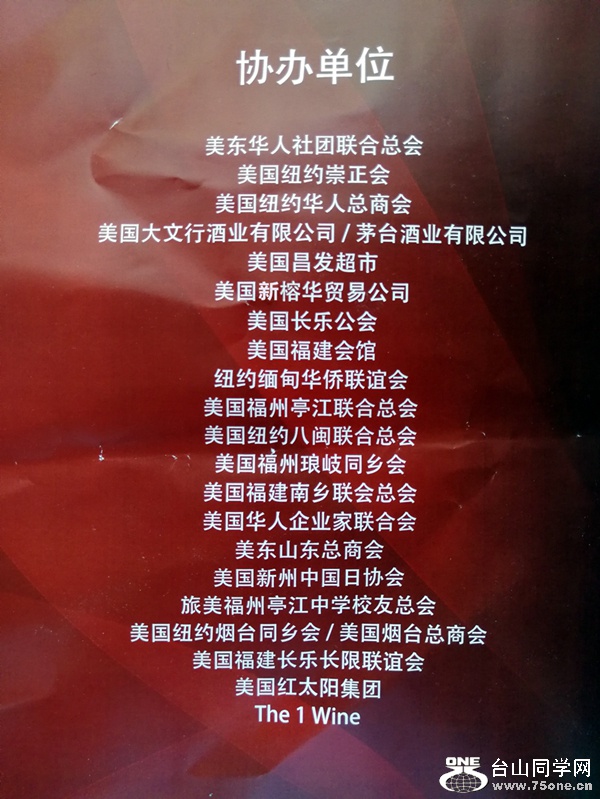 协办单位
美东华人社团联合总会
美国纽约崇正会
美国纽约华人总商会
美国大文行酒业有限公司 / 茅台酒业有限公司
美国昌发超市
美国新榕华贸易公司
美国长乐公会
美国福建会馆
纽约缅甸华侨联谊会
美国福州亭江联合总会
美国纽约八闽联合总会
美国福州琅岐同乡会
美国福建南乡联会总会
美国华人企业家联合会
美东山东总商会
美国新州中国日协会
旅美福州亭江中学校友总会
美国纽约烟台同乡会 / 美国烟台总商会
美国福建长乐长限联谊会
美国红太阳集团
The 1 Wine
ONE 台山同学网
www.75one.cn